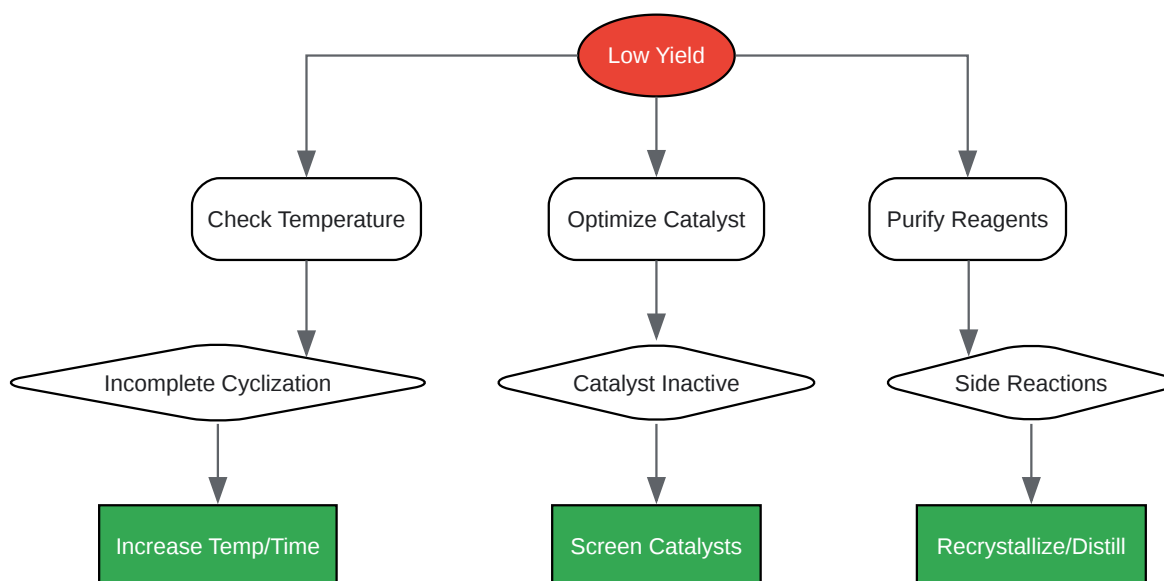 Low Yield
Check Temperature
Optimize Catalyst
Purify Reagents
Incomplete Cyclization
Catalyst Inactive
Side Reactions
Increase Temp/Time
Screen Catalysts
Recrystallize/Distill